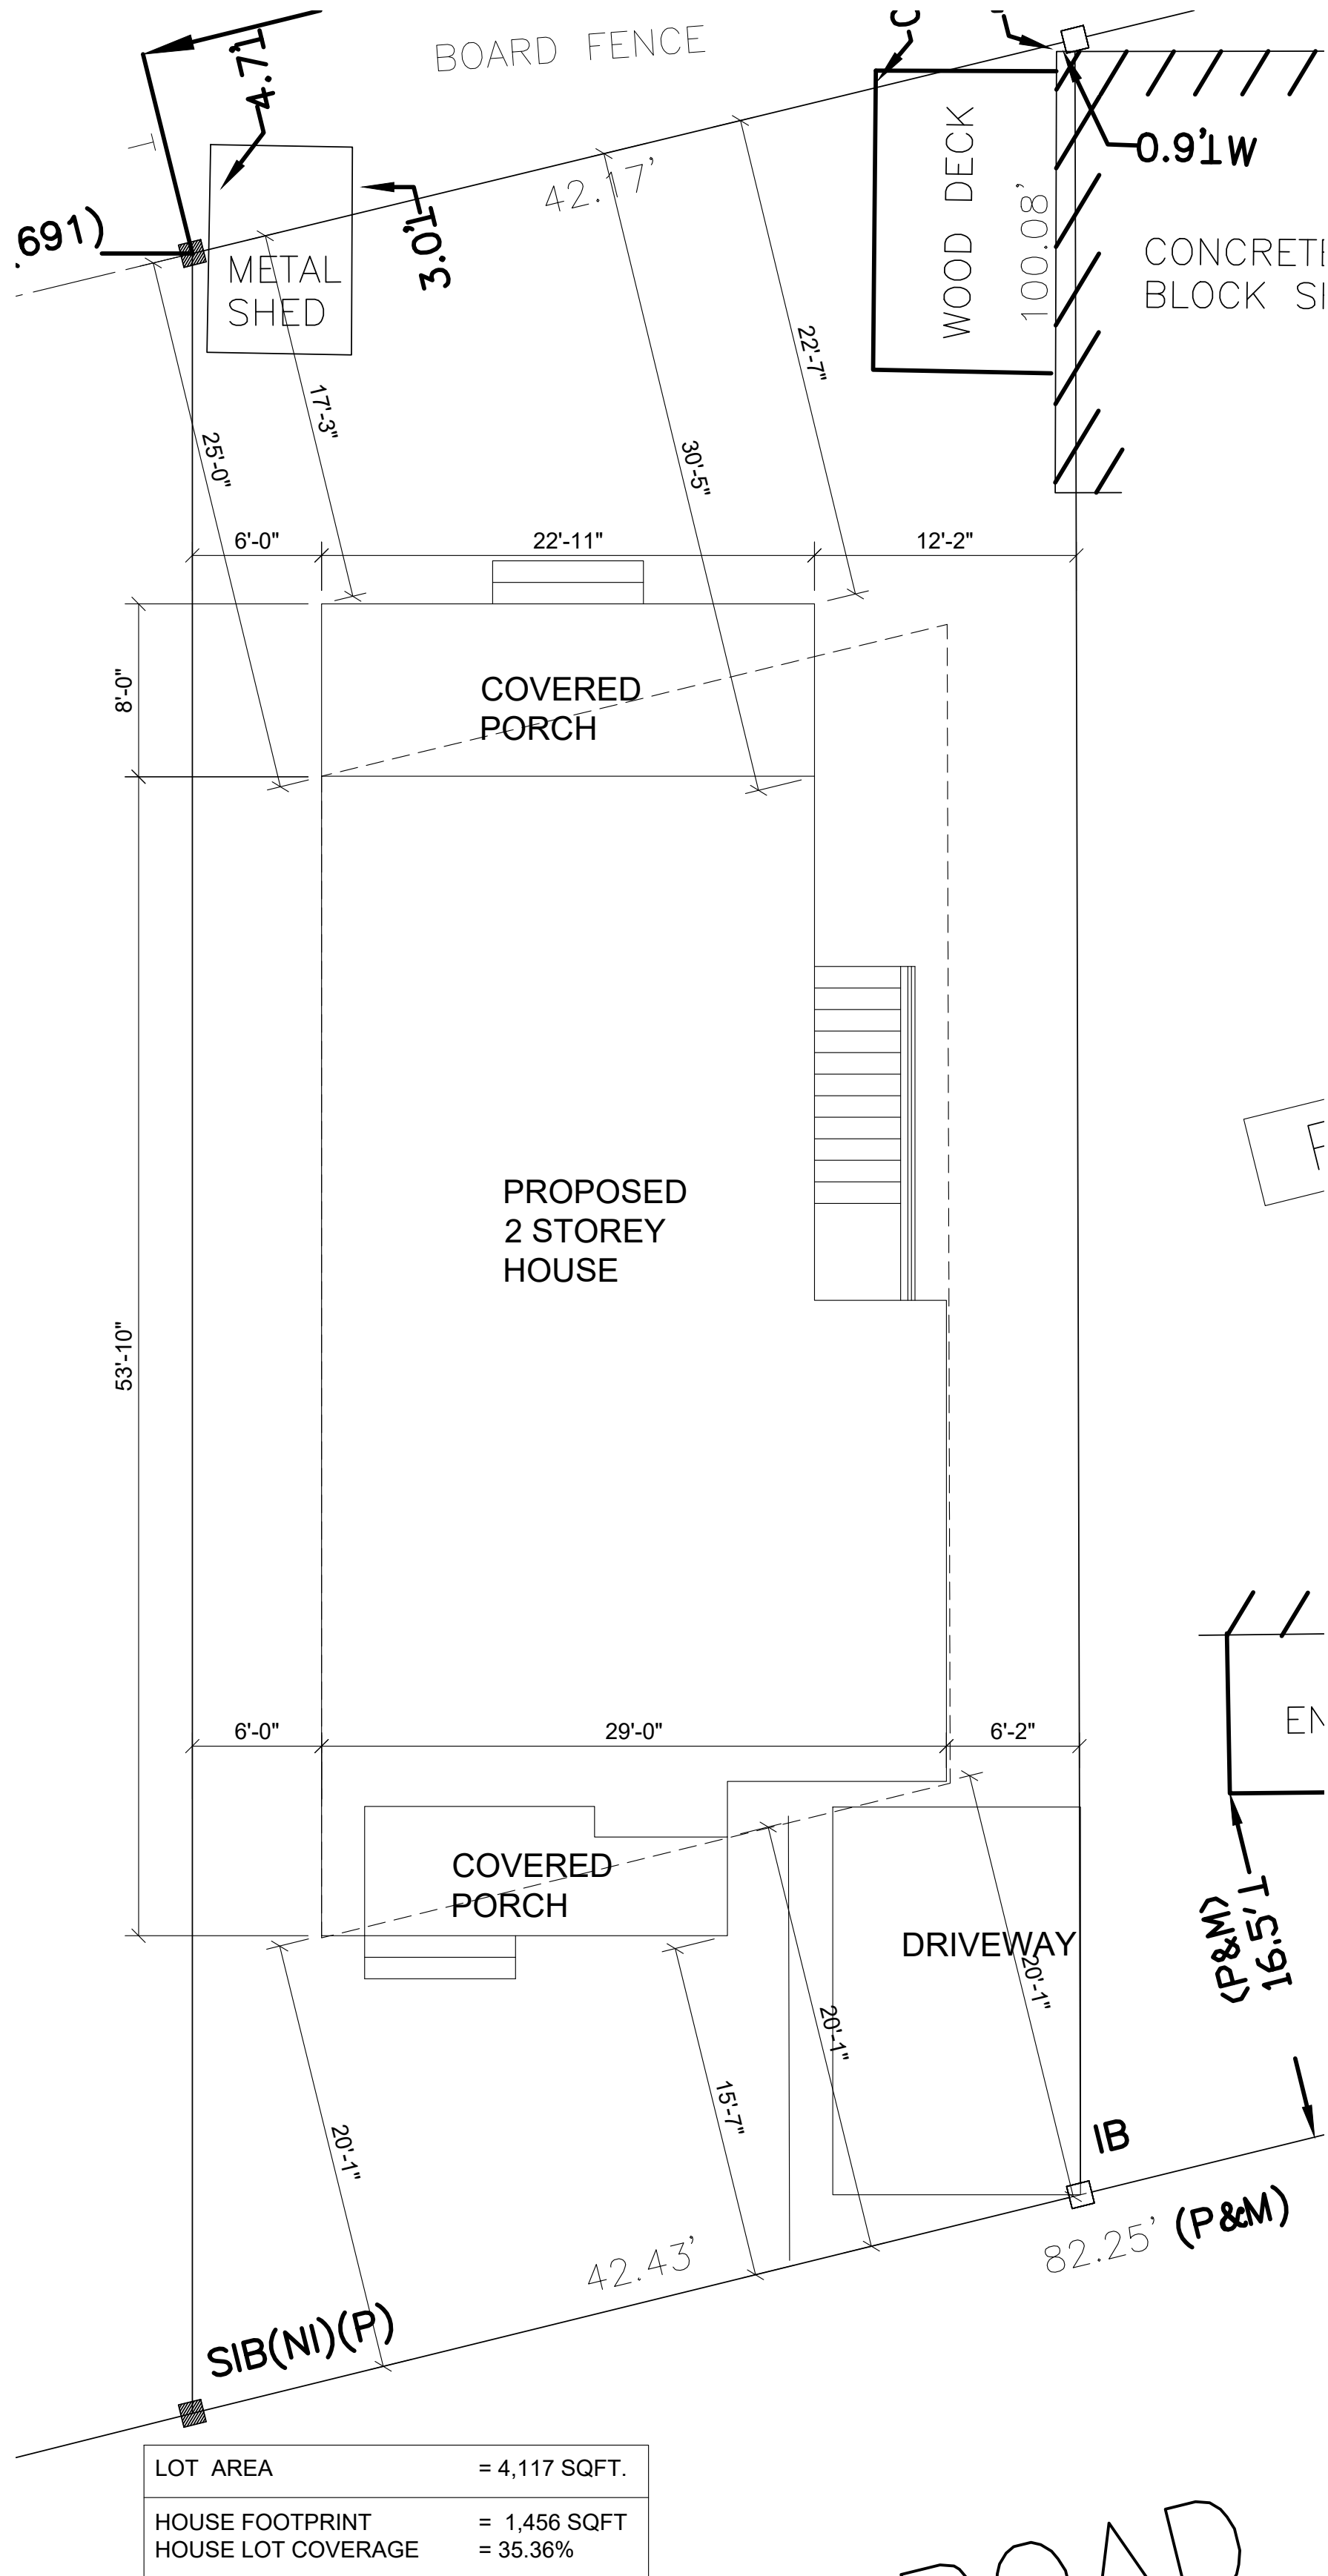 BOARD FENCE
4.7'T
0.9'TW
.691)
METAL
SHED
3.0'T
42.17'
WOOD DECK
100.08'
CONCRETE
BLOCK
22'-7"
17'-3"
25'-0"
30'-5"
6'-0"
22'-11"
12'-2"
8'-0"
COVERED
PORCH
PROPOSED
2 STOREY
HOUSE
53'-10"
6'-0"
29'-0"
6'-2"
EN
COVERED
PORCH
DRIVEWAY
(P&M)
16.5'T
20'-1"
20'-1"
15'-7"
20'-1"
IB
42.43'
82.25' (P&M)
SIB(NI)(P)
LOT AREA = 4,117 SQFT.
HOUSE FOOTPRINT = 1,456 SQFT
HOUSE LOT COVERAGE = 35.36%
OAD